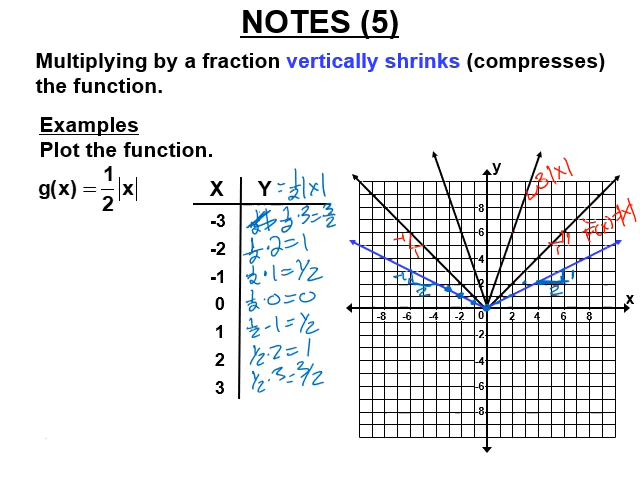 NOTES (5)
Multiplying by a fraction vertically shrinks (compresses)
the function.
Examples
Plot the function.
g(x) = 1/2 |x|
X Y = 1/2 |x|
-3 1/2 · 3 = 3/2
-2 1/2 · 2 = 1
-1 1/2 · 1 = 1/2
0 1/2 · 0 = 0
1 1/2 - 1 = 1/2
2 1/2 · 2 = 1
3 1/2 · 3 = 3/2
y
3|x|
F(x) = |x|
8
6
4
2
x
-8 -6 -4 -2 0 2 4 6 8
-2
-4
-6
-8